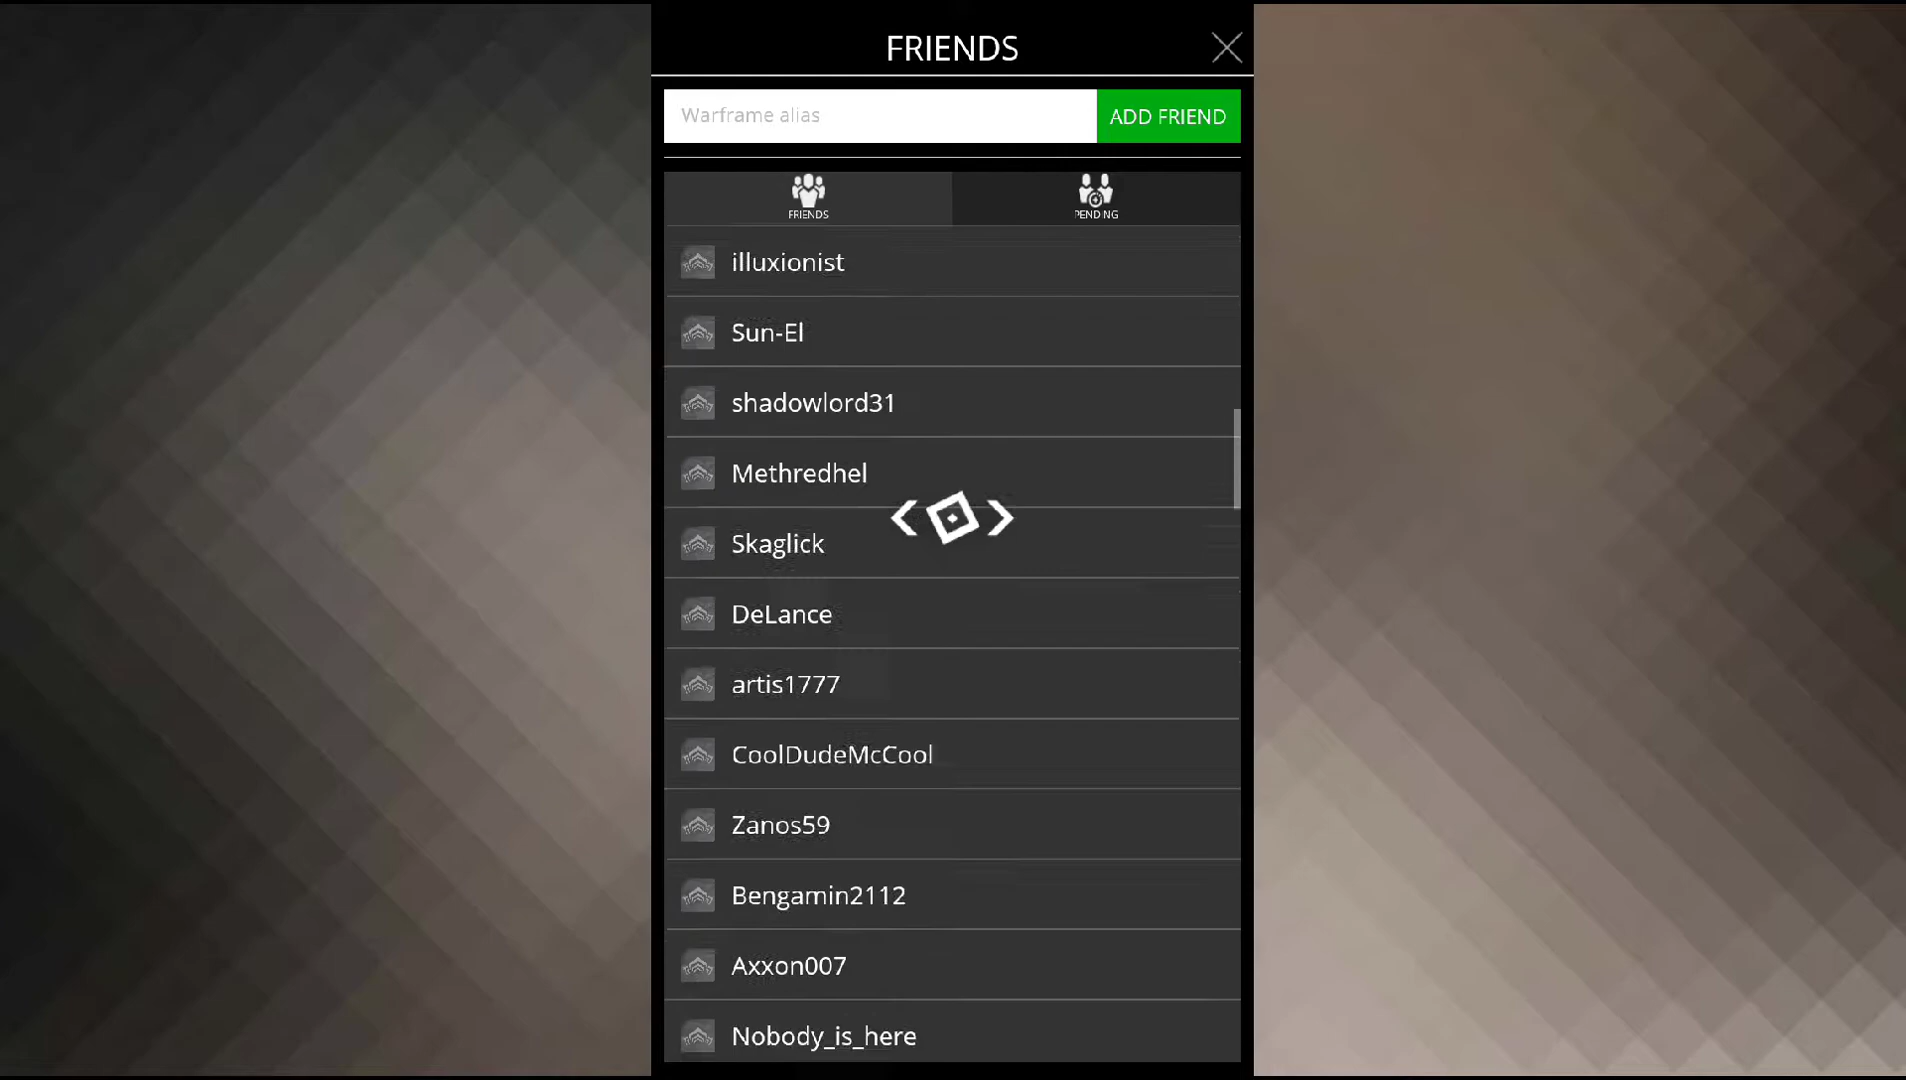 FRIENDS
Warframe alias
ADD FRIEND
FRIENDS
PENDING
illuxionist
Sun-El
shadowlord31
Methredhel
Skaglick
DeLance
artis1777
CoolDudeMcCool
Zanos59
Bengamin2112
Axxon007
Nobody_is_here